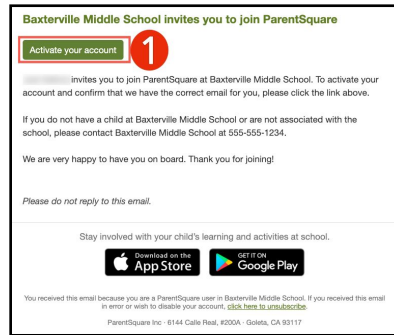 Baxterville Middle School invites you to join ParentSquare
Activate your account
1
invites you to join ParentSquare at Baxterville Middle School. To activate your
account and confirm that we have the correct email for you, please click the link above.
If you do not have a child at Baxterville Middle School or are not associated with the
school, please contact Baxterville Middle School at 555-555-1234.
We are very happy to have you on board. Thank you for joining!
Please do not reply to this email.
Stay involved with your child's learning and activities at school.
Download on the
App Store
GET IT ON
Google Play
You received this email because you are a ParentSquare user in Baxterville Middle School. If you received this email
in error or wish to disable your account, click here to unsubscribe.
ParentSquare Inc · 6144 Calle Real, #200A · Goleta, CA 93117